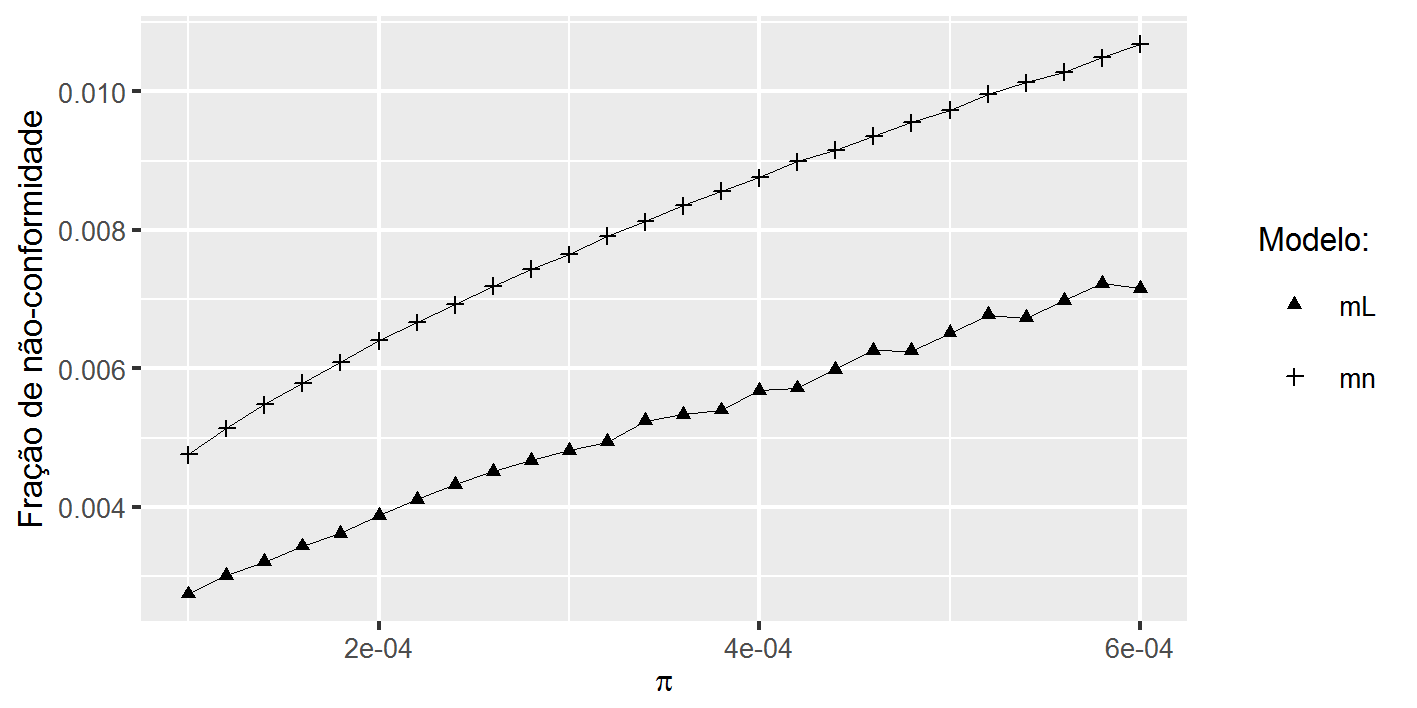 Fração de não-conformidade
0.010
0.008
0.006
0.004
2e-04
4e-04
6e-04
π
Modelo:
mL
mn